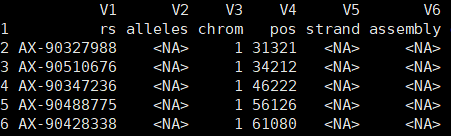 V1 V2 V3 V4 V5 V6
1 rs alleles chrom pos strand assembly
2 AX-90327988 <NA> 1 31321 <NA> <NA>
3 AX-90510676 <NA> 1 34212 <NA> <NA>
4 AX-90347236 <NA> 1 46222 <NA> <NA>
5 AX-90488775 <NA> 1 56126 <NA> <NA>
6 AX-90428338 <NA> 1 61080 <NA> <NA>